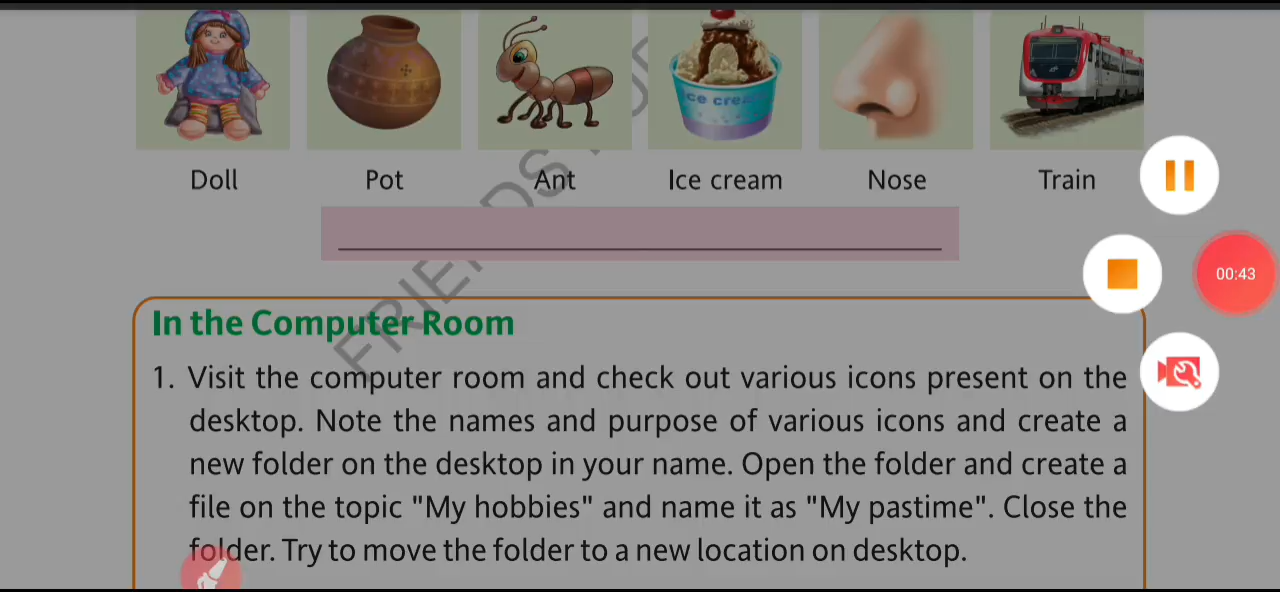 ice cream
Doll Pot Ant Ice cream Nose Train
00:43
In the Computer Room
1. Visit the computer room and check out various icons present on the
desktop. Note the names and purpose of various icons and create a
new folder on the desktop in your name. Open the folder and create a
file on the topic "My hobbies" and name it as "My pastime". Close the
folder. Try to move the folder to a new location on desktop.
FRIENDS